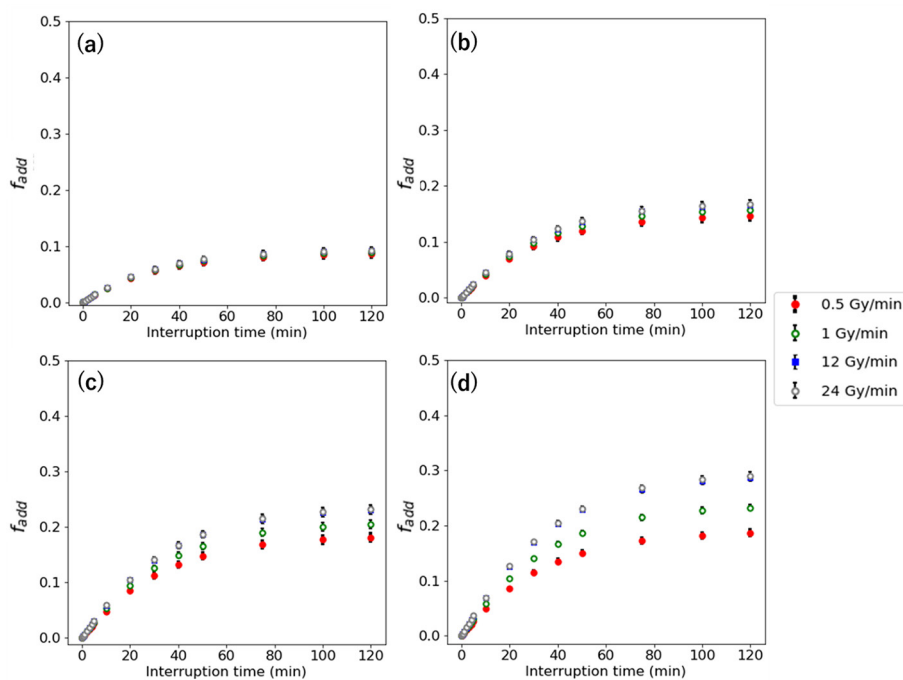 (a)
0.5
0.4
0.3
0.2
0.1
0.0
f_add
0 20 40 60 80 100 120
Interruption time (min)
(b)
0.5
0.4
0.3
0.2
0.1
0.0
f_add
0 20 40 60 80 100 120
Interruption time (min)
0.5 Gy/min
1 Gy/min
12 Gy/min
24 Gy/min
(c)
0.5
0.4
0.3
0.2
0.1
0.0
f_add
0 20 40 60 80 100 120
Interruption time (min)
(d)
0.5
0.4
0.3
0.2
0.1
0.0
f_add
0 20 40 60 80 100 120
Interruption time (min)